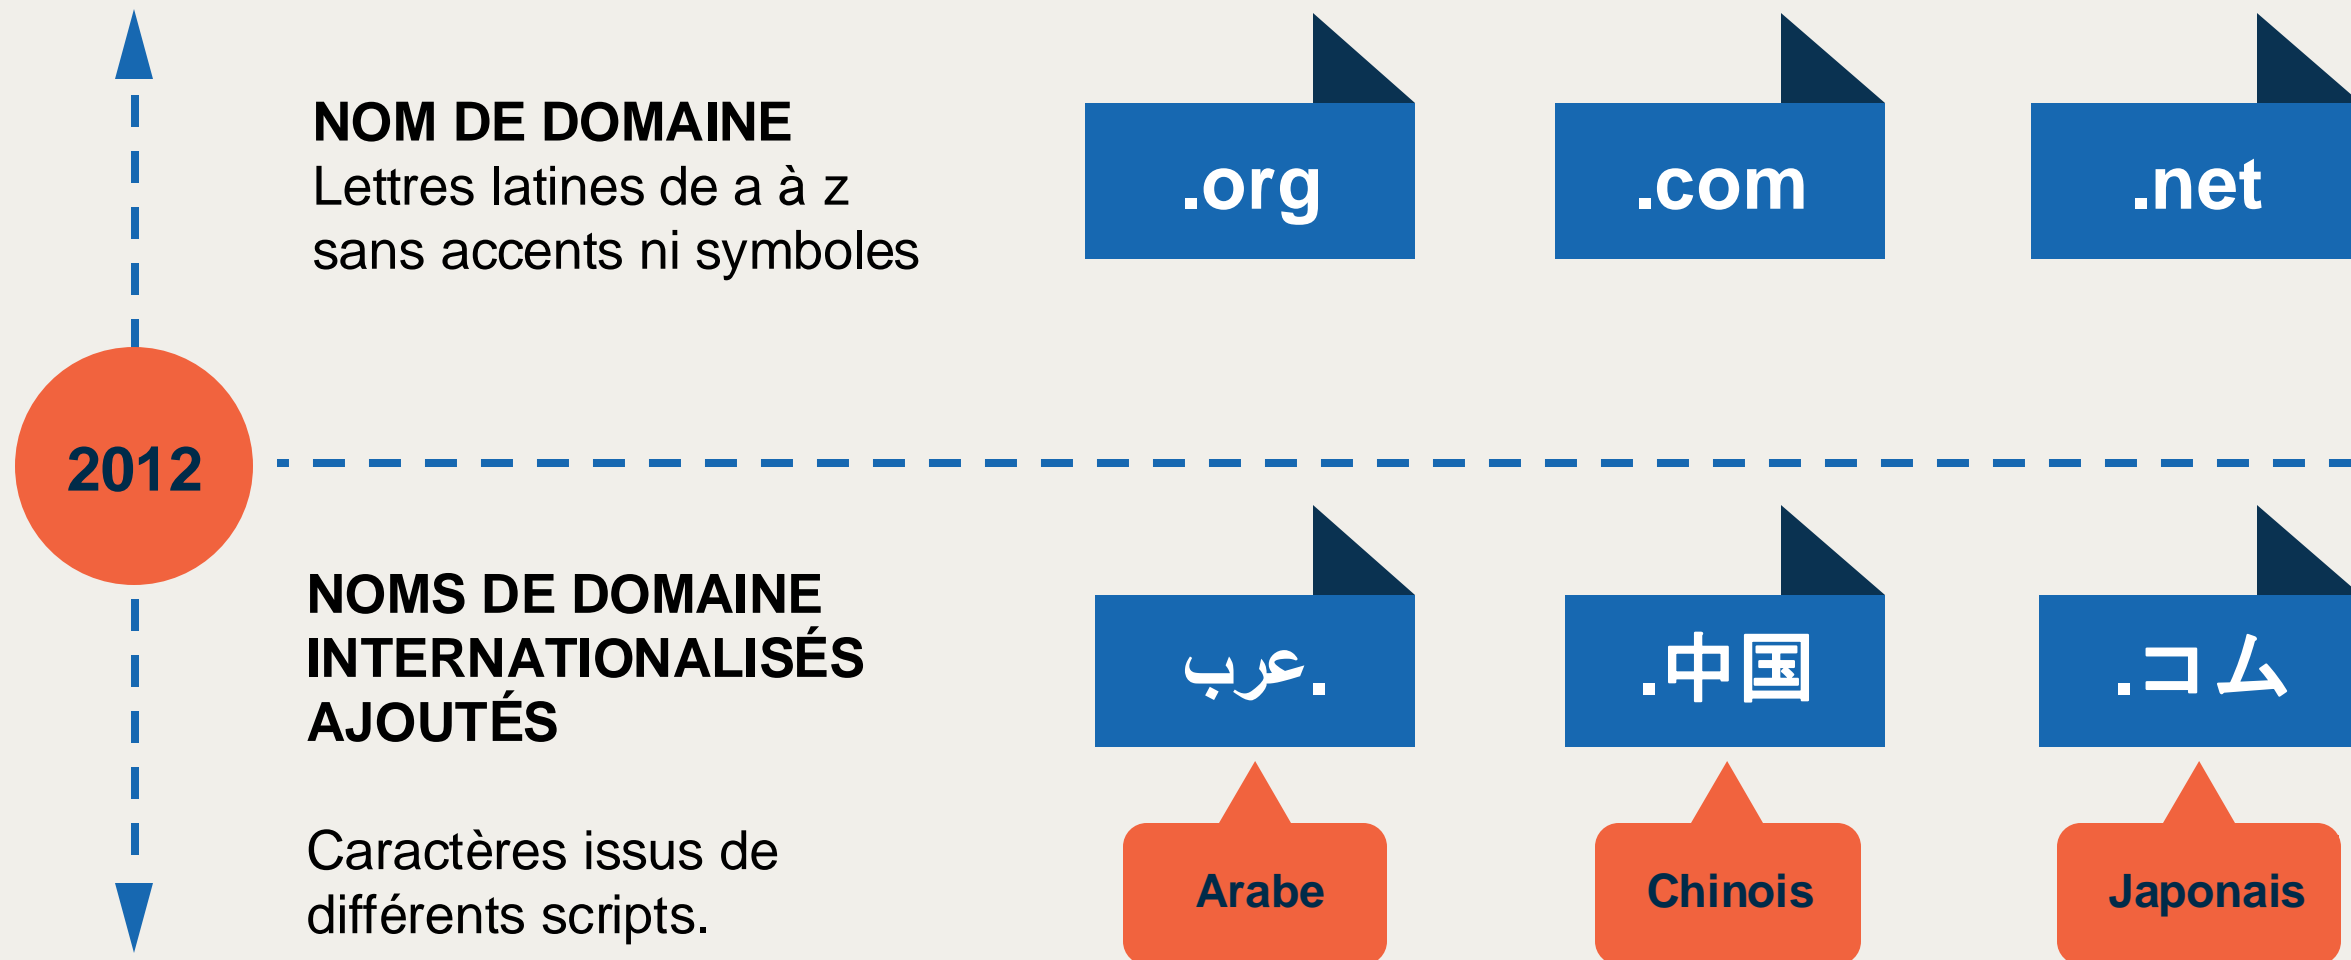 NOM DE DOMAINE
Lettres latines de a à z
sans accents ni symboles
.org
.com
.net
2012
NOMS DE DOMAINE
INTERNATIONALISÉS
AJOUTÉS
Caractères issus de
différents scripts.
.عرب
.中国
.コム
Arabe
Chinois
Japonais